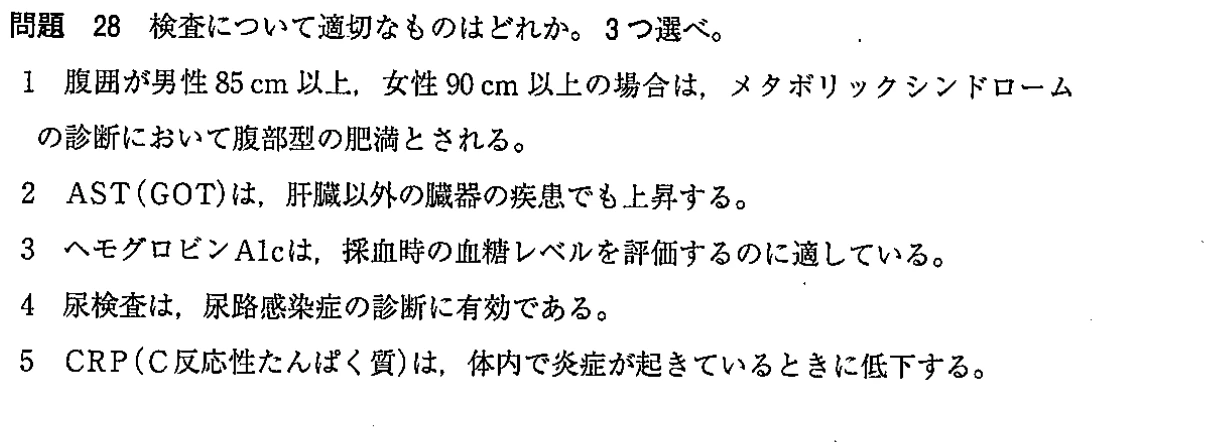 問題 28 検査について適切なものはどれか。3つ選べ。
1 腹囲が男性85cm以上，女性90cm以上の場合は，メタボリックシンドローム
の診断において腹部型の肥満とされる。
2 AST(GOT)は，肝臓以外の臓器の疾患でも上昇する。
3 ヘモグロビンA1cは，採血時の血糖レベルを評価するのに適している。
4 尿検査は，尿路感染症の診断に有効である。
5 CRP(C反応性たんぱく質)は，体内で炎症が起きているときに低下する。